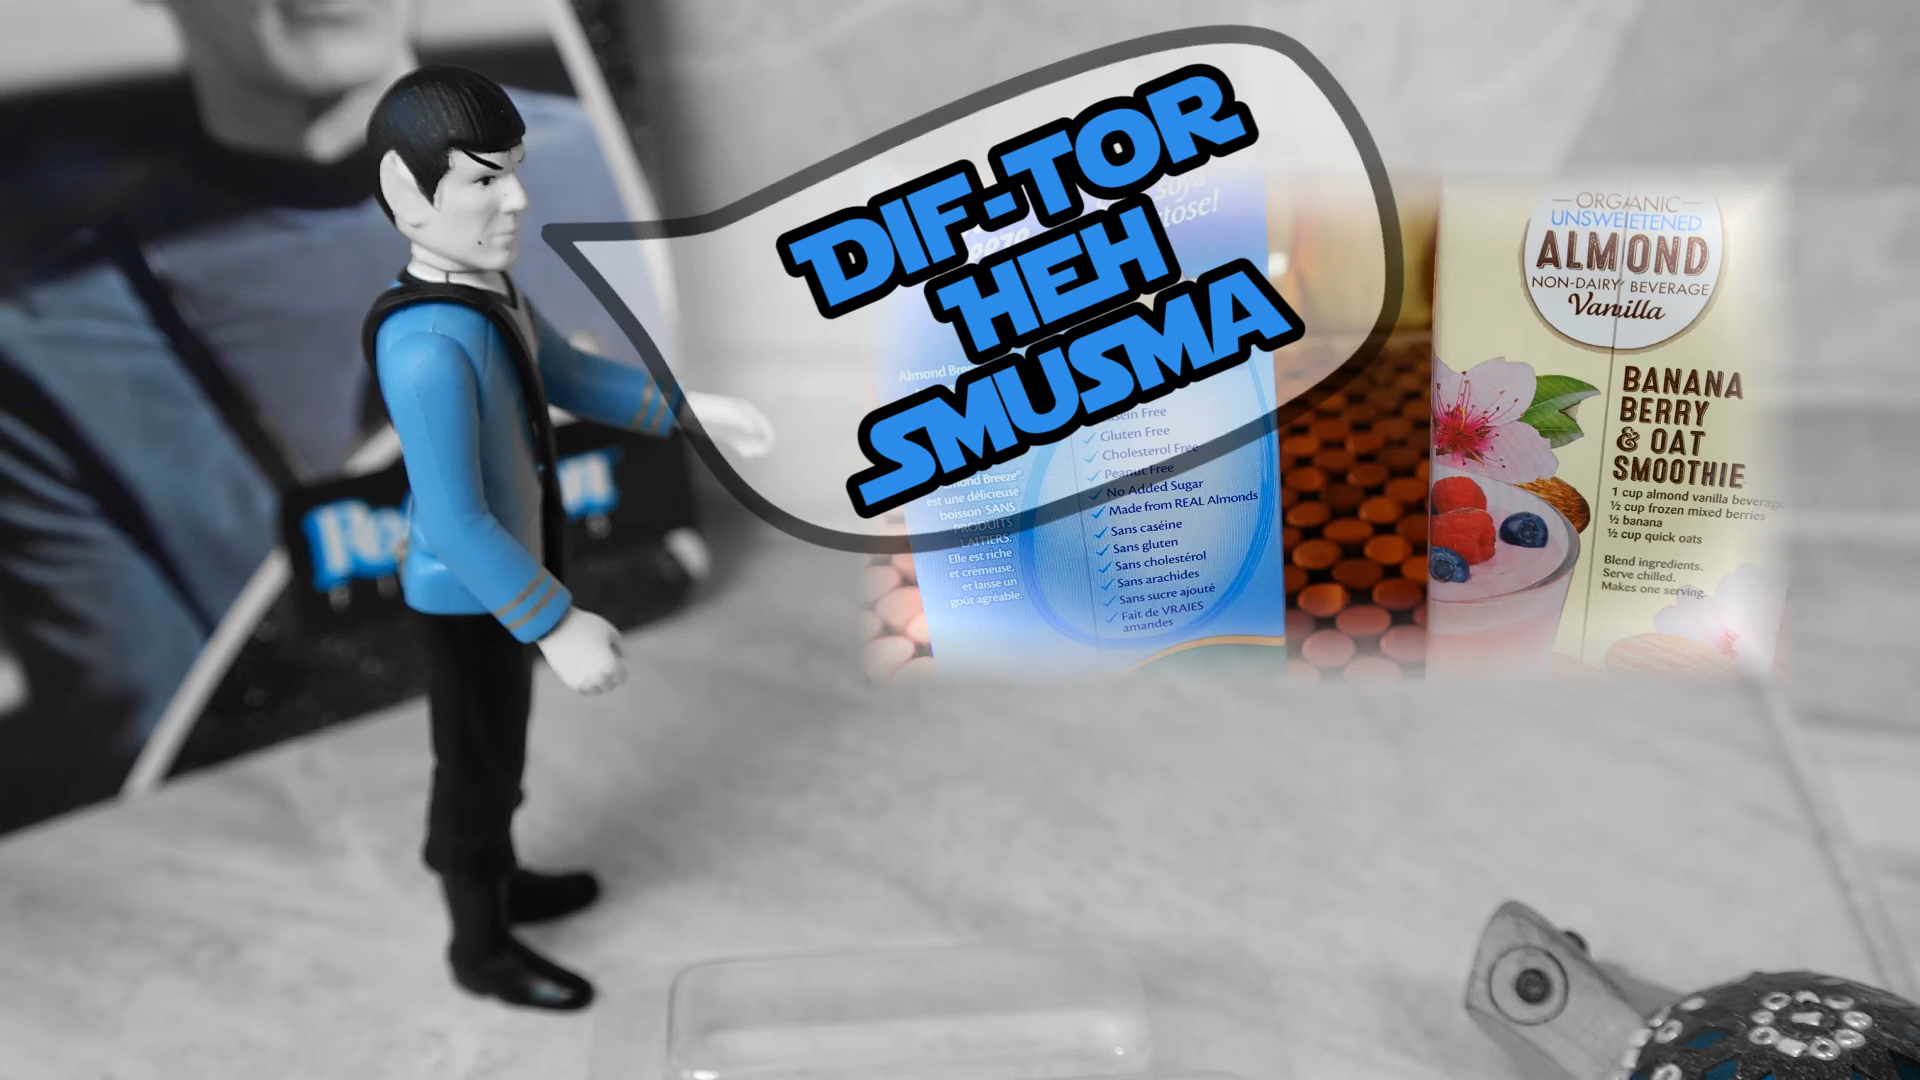 DIF-TOR
HEH
SMUSMA
Almond
Gluten Free
Cholesterol Free
Peanut Free
No Added Sugar
Made from REAL Almonds
Sans caséine
Sans gluten
Sans cholestérol
Sans arachides
Sans sucre ajouté
Fait de VRAIES
amandes
Breeze®
est une délicieuse
boisson SANS
PRODUITS
LAITIERS.
Elle est riche
et crémeuse,
et laisse un
goût agréable.
ORGANIC
UNSWEETENED
ALMOND
NON-DAIRY BEVERAGE
Vanilla
BANANA
BERRY
& OAT
SMOOTHIE
1 cup almond vanilla beverage
½ cup frozen mixed berries
½ banana
½ cup quick oats
Blend ingredients.
Serve chilled.
Makes one serving.